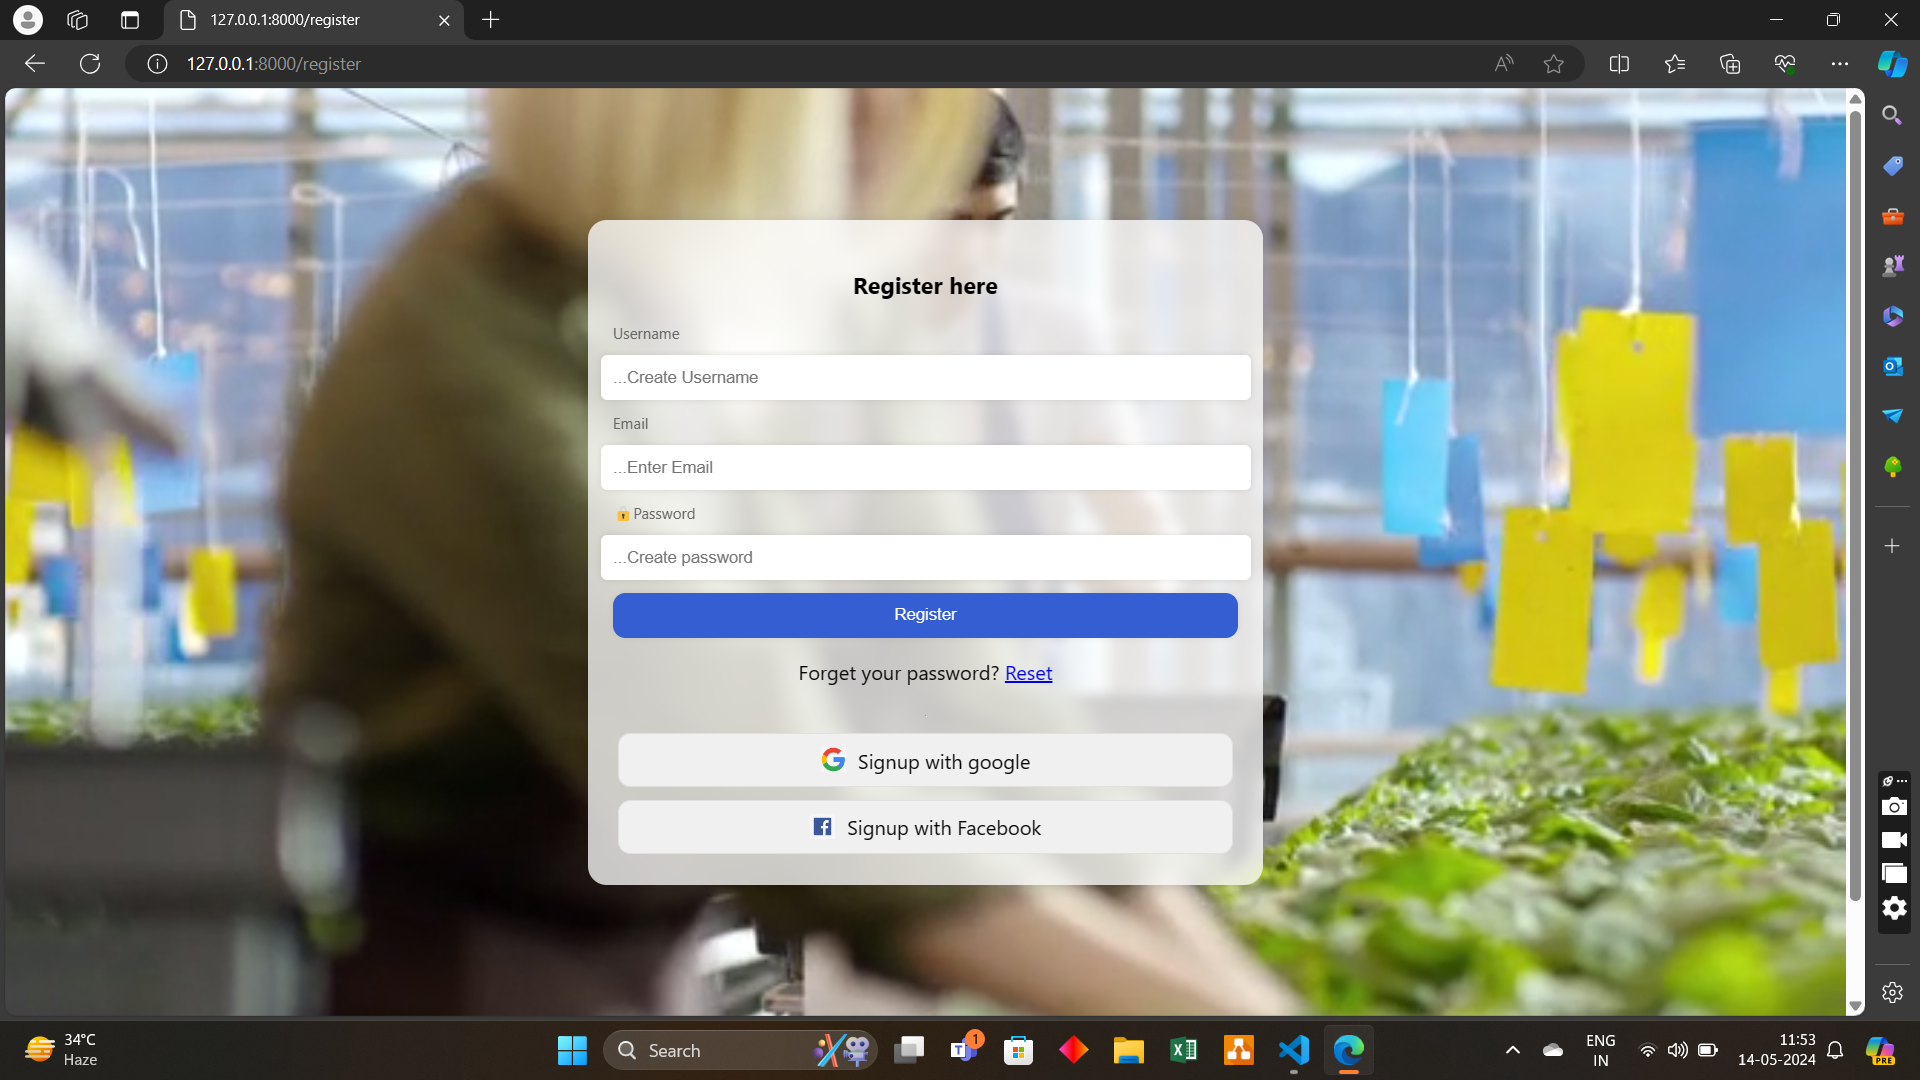 127.0.0.1:8000/register
127.0.0.1:8000/register
Register here
Username
...Create Username
Email
...Enter Email
Password
...Create password
Register
Forget your password? Reset
Signup with google
Signup with Facebook
34°C
Haze
Search
1
ENG
IN
11:53
14-05-2024
PRE